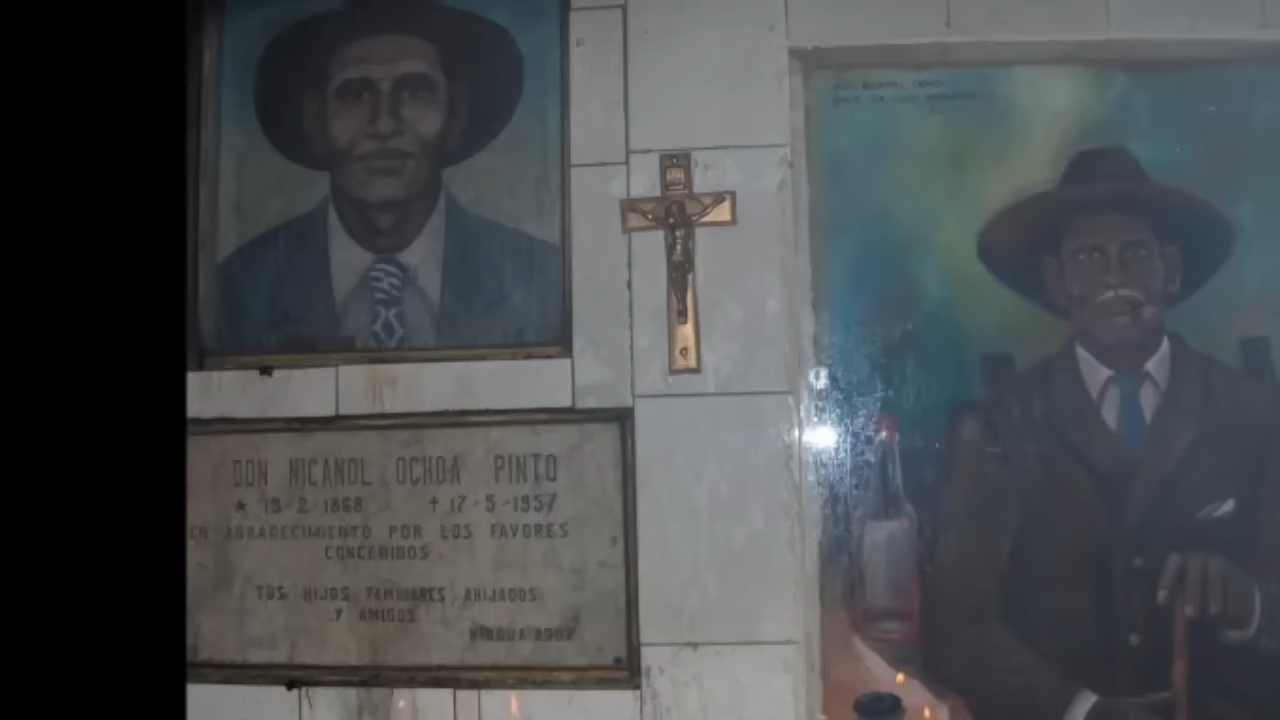 DON NICANOL OCHOA PINTO
★ 19-2-1868 ✝ 17-5-1957
EN AGRADECIMIENTO POR LOS FAVORES
CONCEDIDOS
TUS HIJOS FAMILIARES AHIJADOS
Y AMIGOS